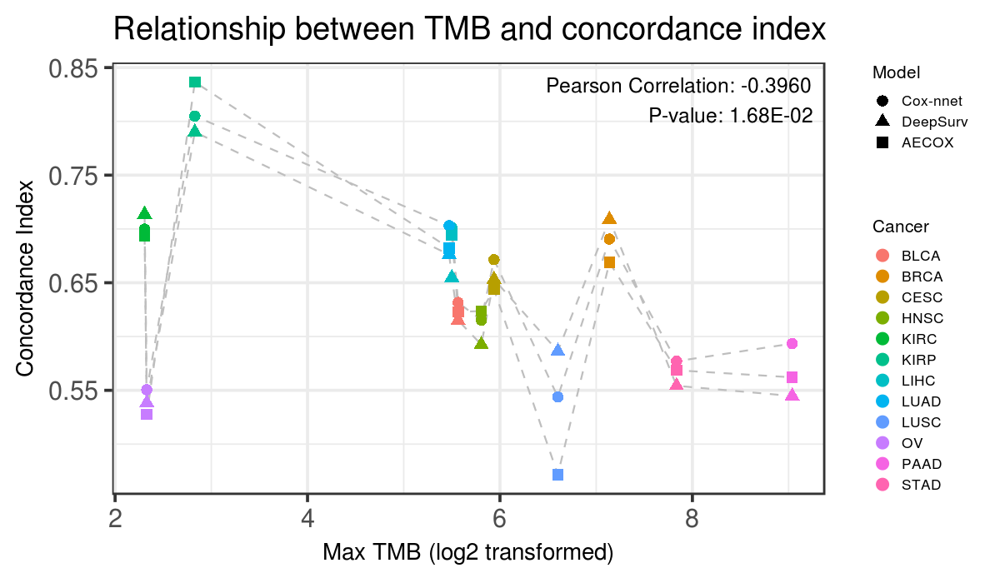 Relationship between TMB and concordance index
Pearson Correlation: -0.3960
P-value: 1.68E-02
0.85
0.75
0.65
0.55
Concordance Index
2
4
6
8
Max TMB (log2 transformed)
Model
Cox-nnet
DeepSurv
AECOX
Cancer
BLCA
BRCA
CESC
HNSC
KIRC
KIRP
LIHC
LUAD
LUSC
OV
PAAD
STAD